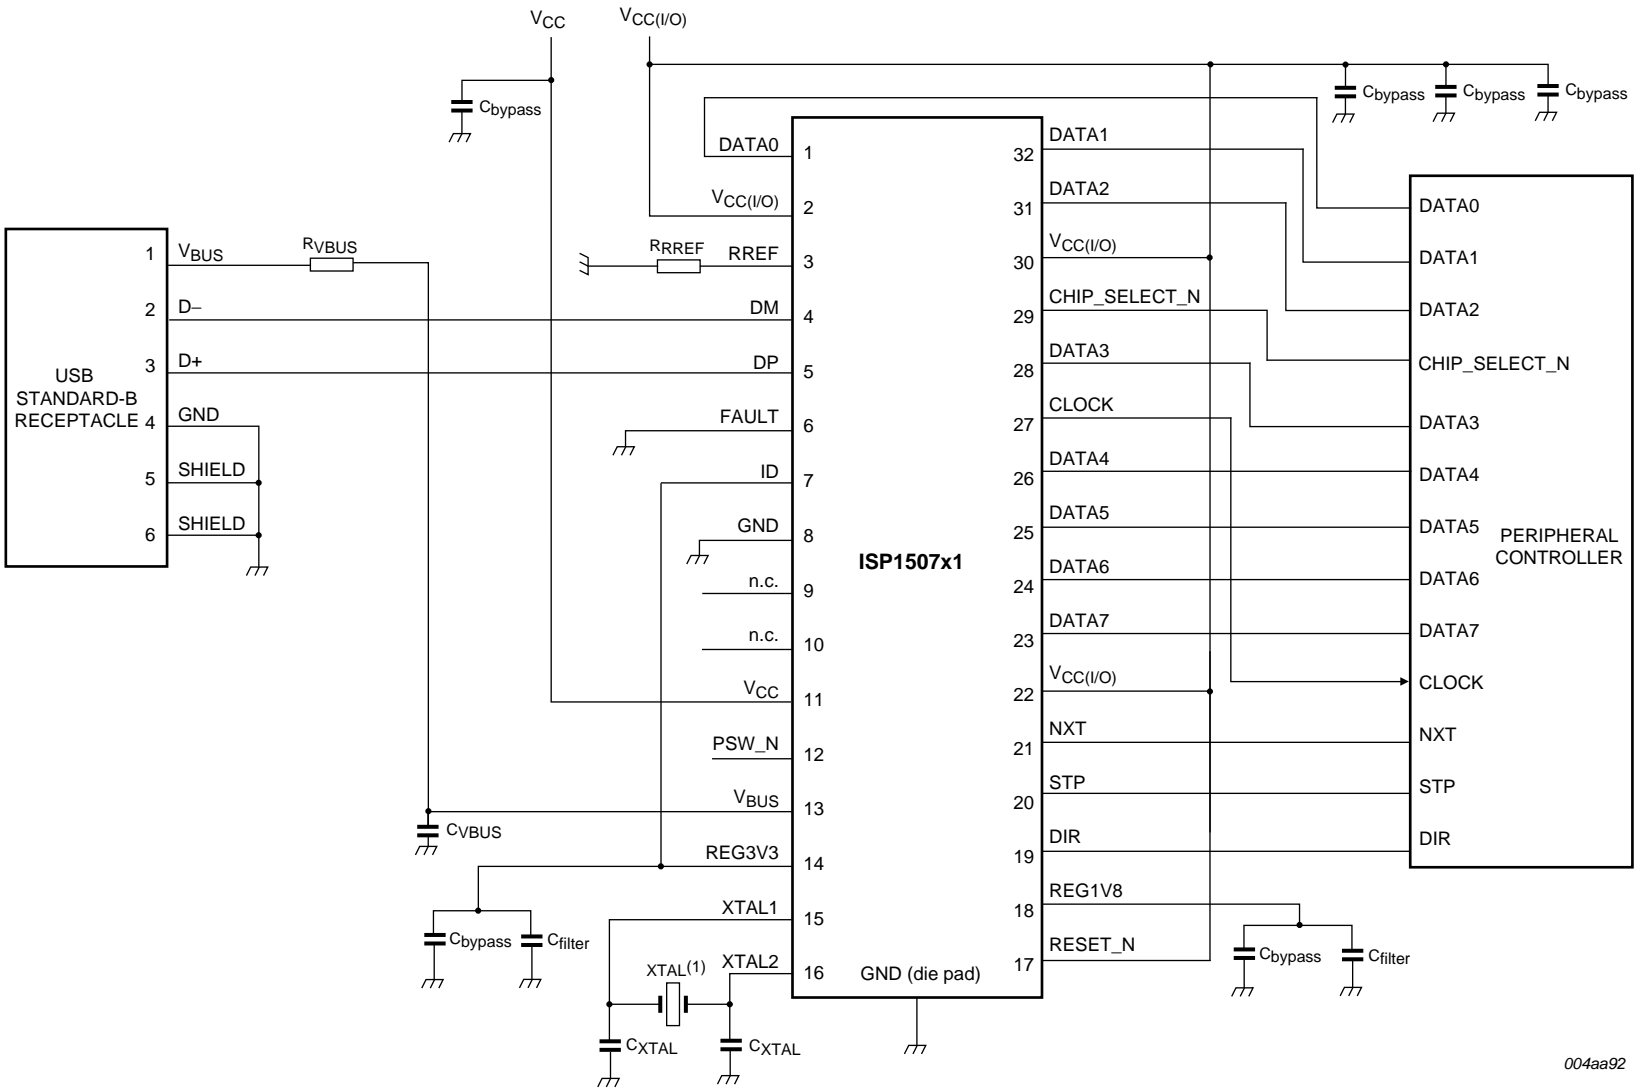 VCC
VCC(I/O)
Cbypass
Cbypass
Cbypass
Cbypass
USB
STANDARD-B
RECEPTACLE
1
VBUS
2
D–
3
D+
4
GND
5
SHIELD
6
SHIELD
RVBUS
RRREF
CVBUS
Cbypass
Cfilter
XTAL(1)
CXTAL
CXTAL
DATA0
1
VCC(I/O)
2
RREF
3
DM
4
DP
5
FAULT
6
ID
7
GND
8
n.c.
9
n.c.
10
VCC
11
PSW_N
12
VBUS
13
REG3V3
14
XTAL1
15
XTAL2
16
ISP1507x1
GND (die pad)
32
DATA1
31
DATA2
30
VCC(I/O)
29
CHIP_SELECT_N
28
DATA3
27
CLOCK
26
DATA4
25
DATA5
24
DATA6
23
DATA7
22
VCC(I/O)
21
NXT
20
STP
19
DIR
18
REG1V8
17
RESET_N
Cbypass
Cfilter
DATA0
DATA1
DATA2
CHIP_SELECT_N
DATA3
DATA4
DATA5
DATA6
DATA7
CLOCK
NXT
STP
DIR
PERIPHERAL
CONTROLLER
004aa92